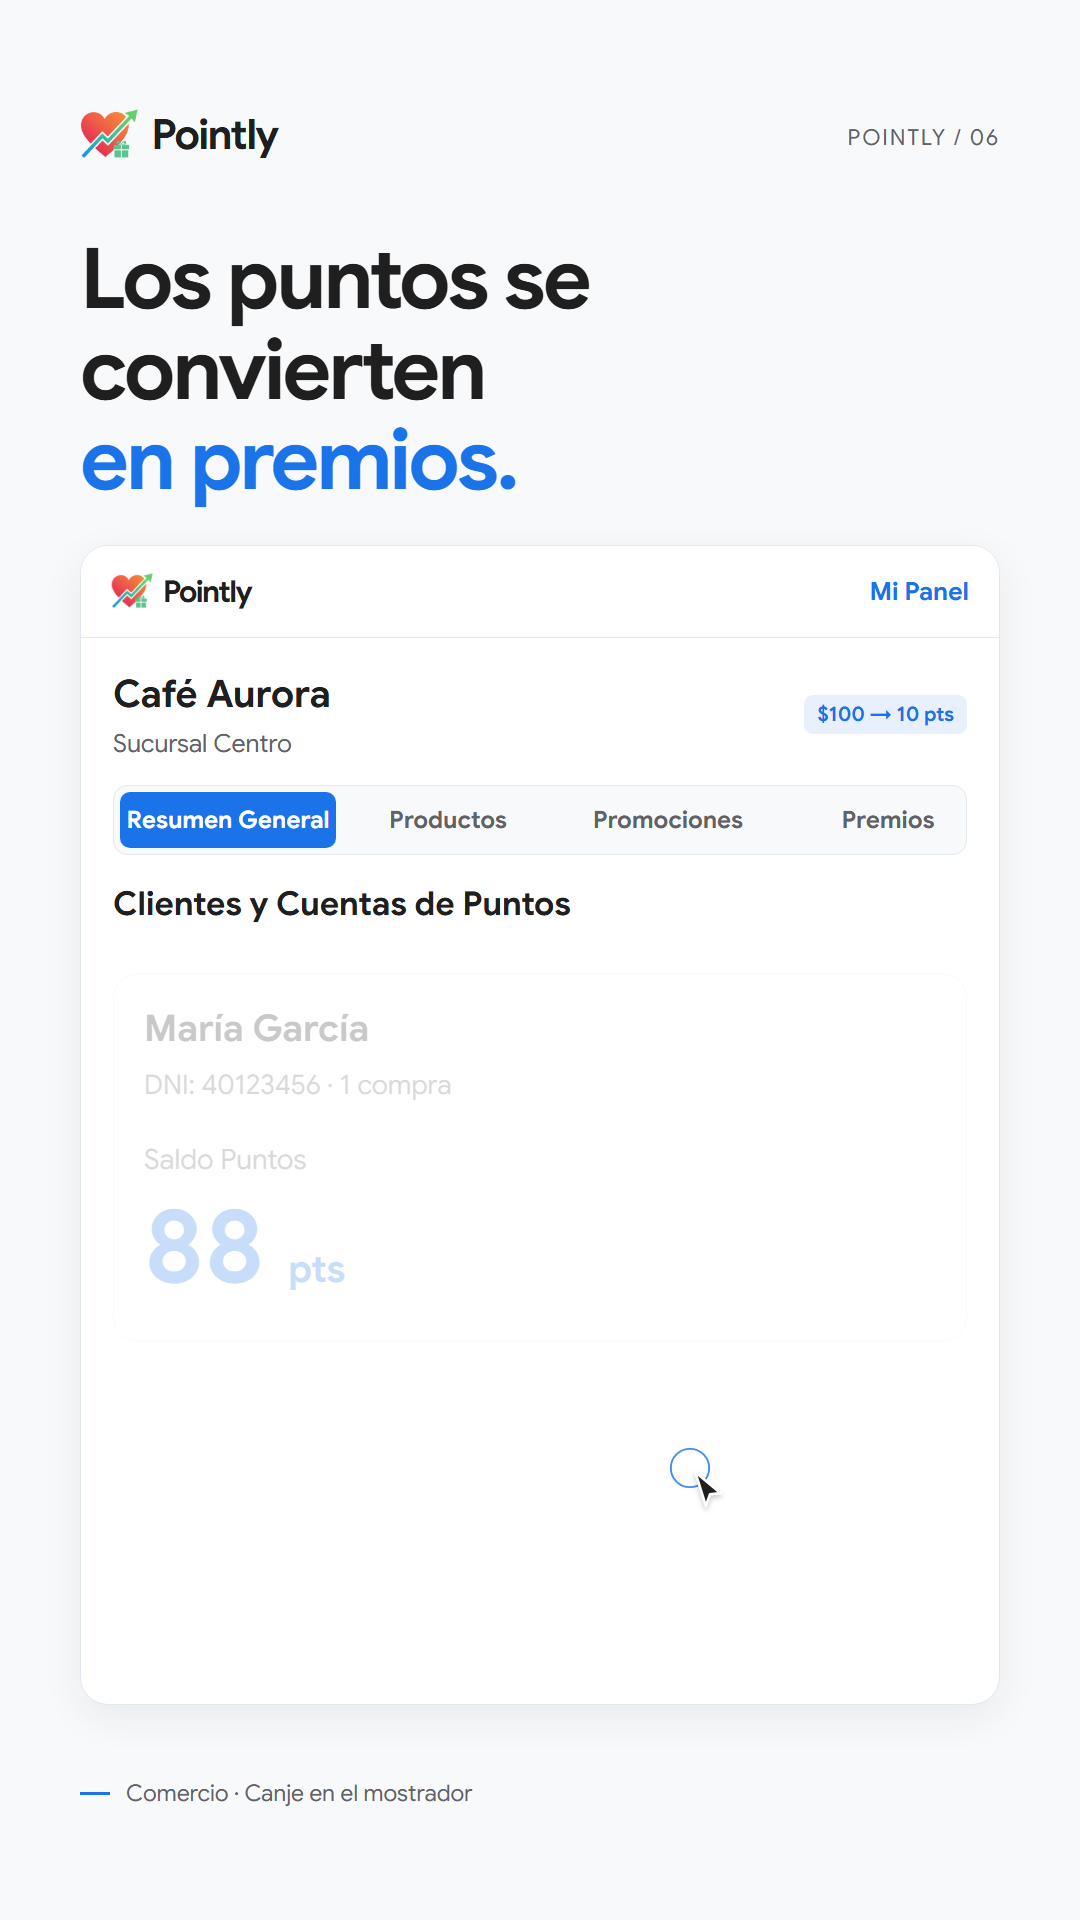 Pointly
POINTLY / 06
Los puntos se
convierten
en premios.
Pointly
Mi Panel
Café Aurora
Sucursal Centro
$100 → 10 pts
Resumen General
Productos
Promociones
Premios
Clientes y Cuentas de Puntos
María García
DNI: 40123456 · 1 compra
Saldo Puntos
88 pts
Comercio · Canje en el mostrador